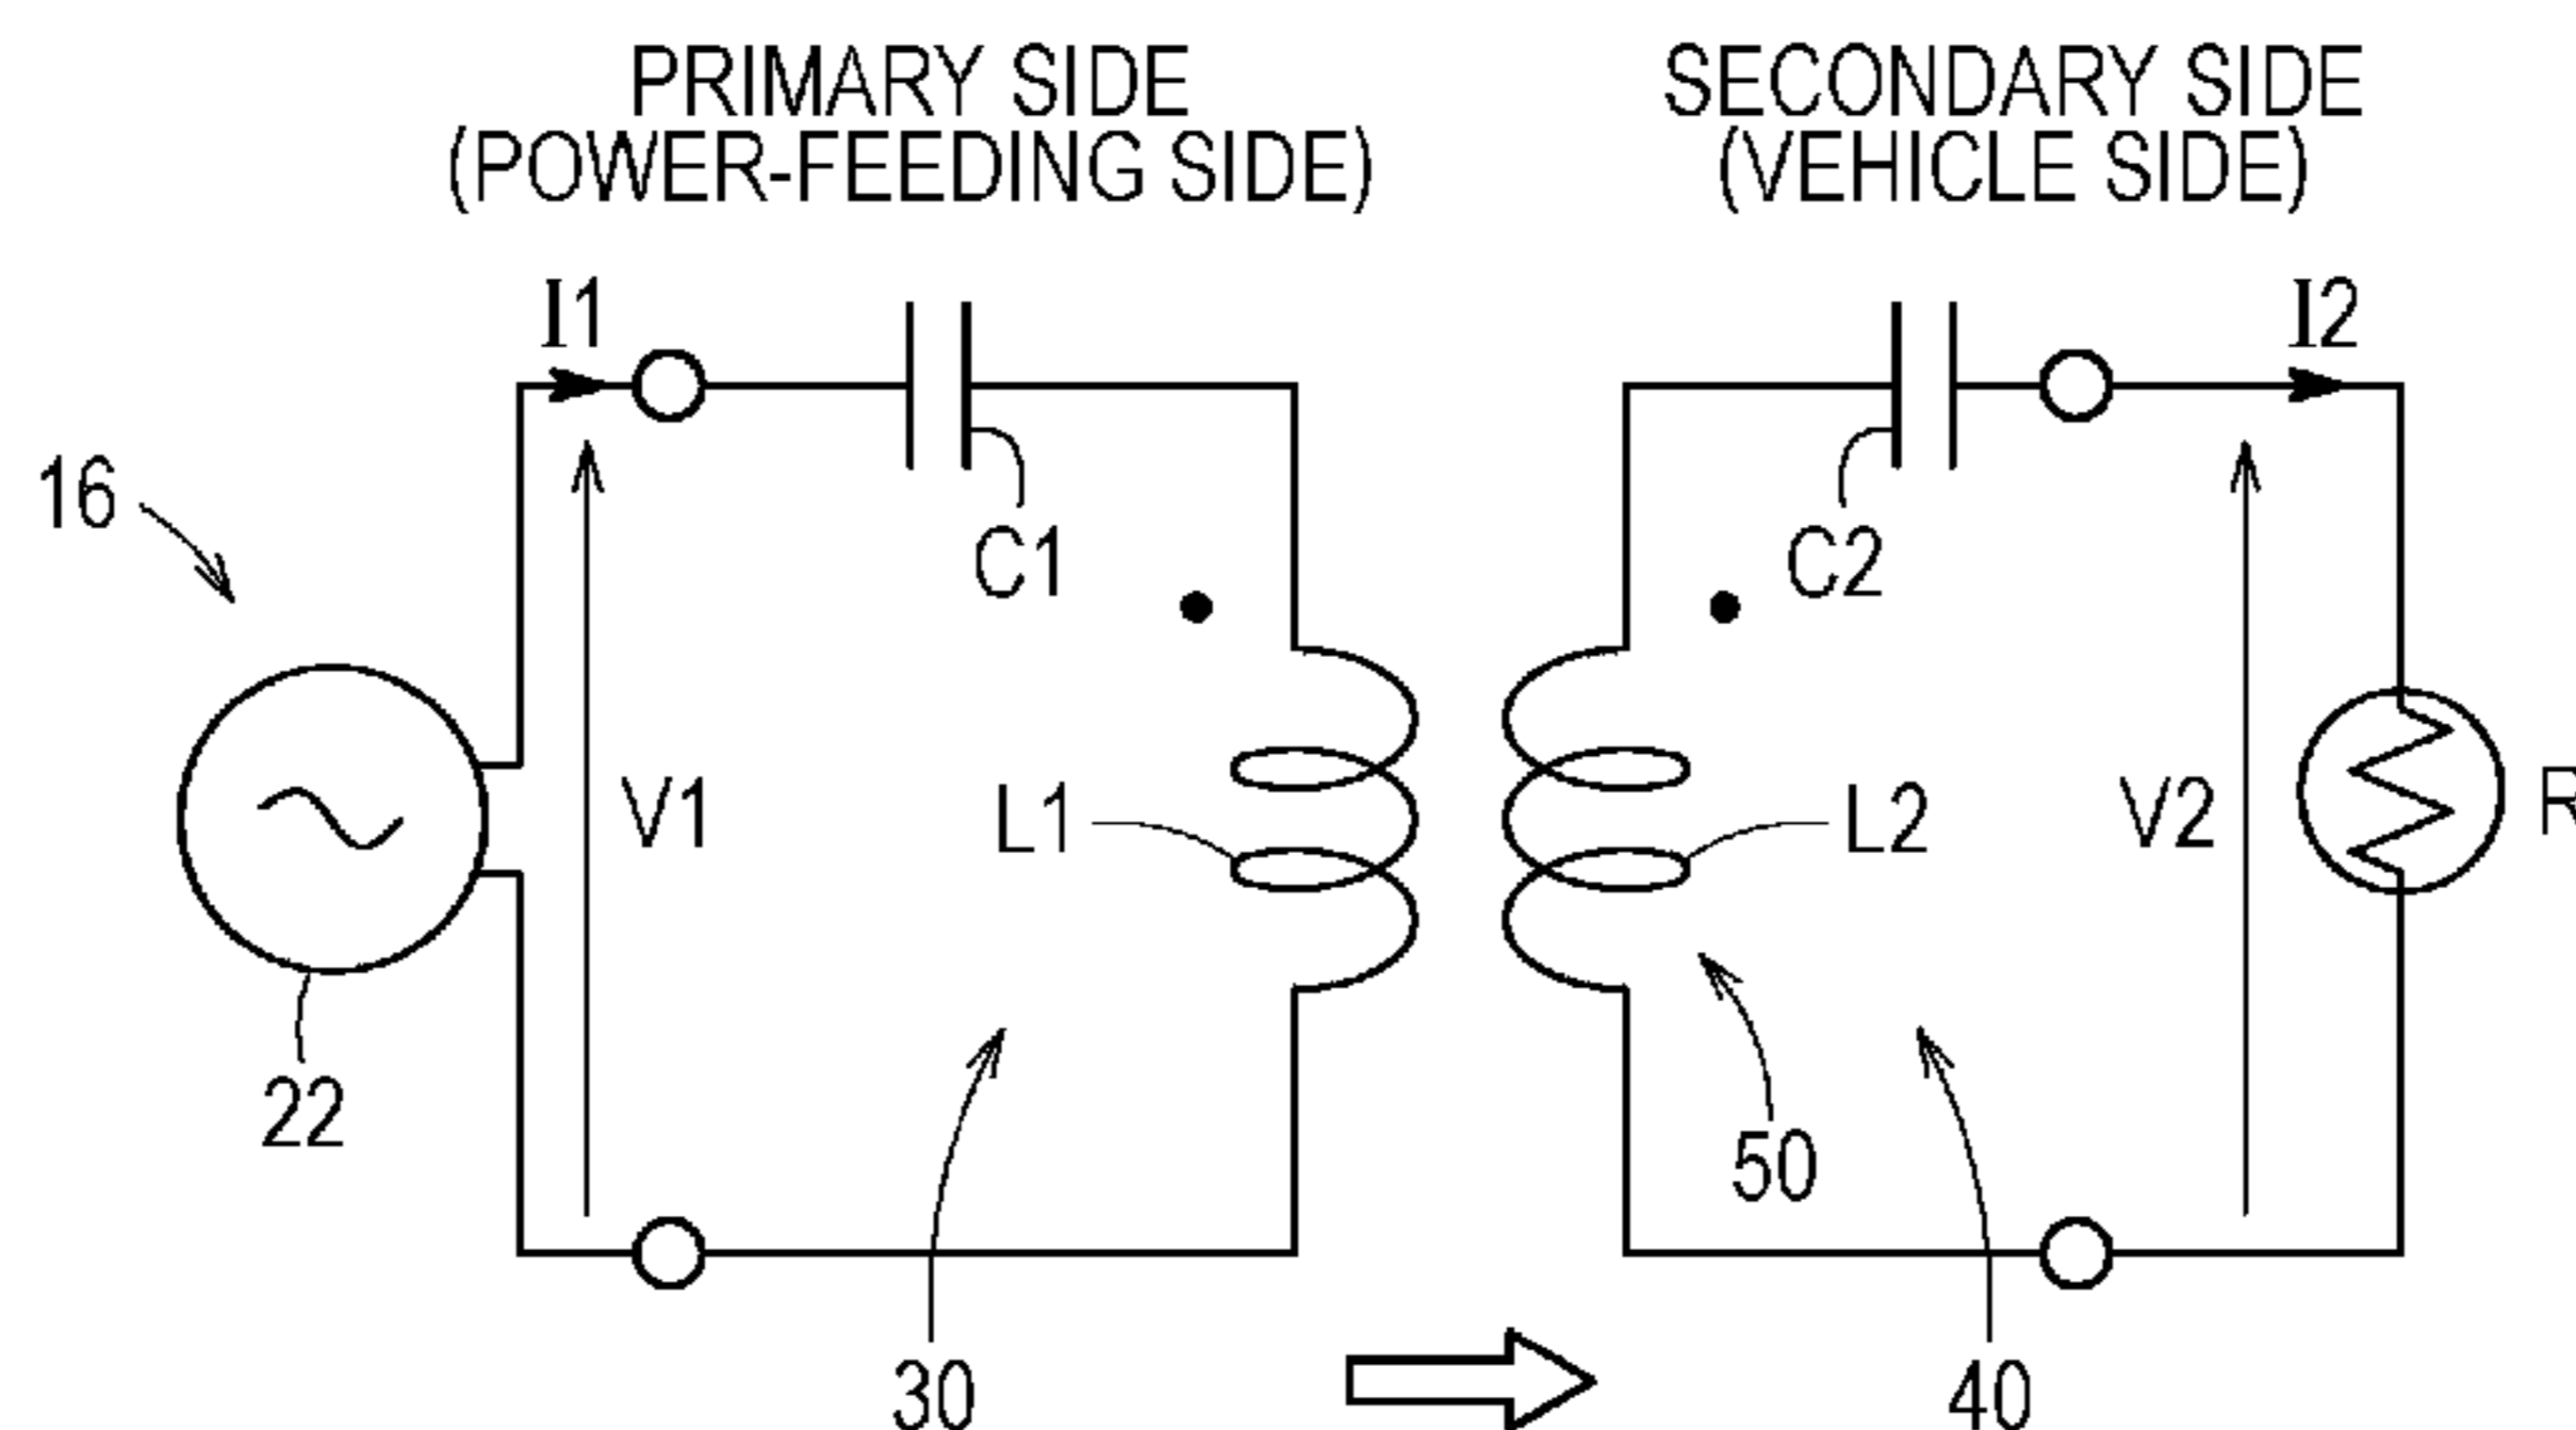 PRIMARY SIDE
(POWER-FEEDING SIDE)
SECONDARY SIDE
(VEHICLE SIDE)
I1
I2
16
C1
C2
V1
L1
L2
V2
R
22
50
30
40